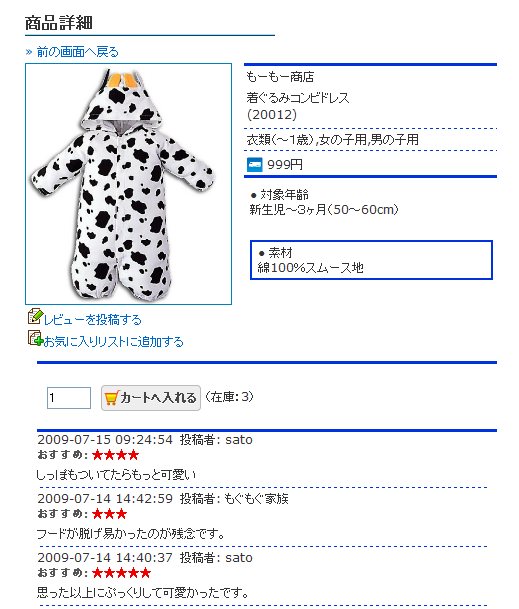 商品詳細
» 前の画面へ戻る
もーもー商店
着ぐるみコンビドレス
(20012)
衣類(～1歳),女の子用,男の子用
999円
● 対象年齢
新生児～3ヶ月(50～60cm)
● 素材
綿100%スムース地
レビューを投稿する
お気に入りリストに追加する
1 カートへ入れる (在庫:3)
2009-07-15 09:24:54 投稿者: sato
おすすめ: ★★★★
しっぽもついてたらもっと可愛い
2009-07-14 14:42:59 投稿者: もぐもぐ家族
おすすめ: ★★★
フードが脱げ易かったのが残念です。
2009-07-14 14:40:37 投稿者: sato
おすすめ: ★★★★★
思った以上にぷっくりして可愛かったです。